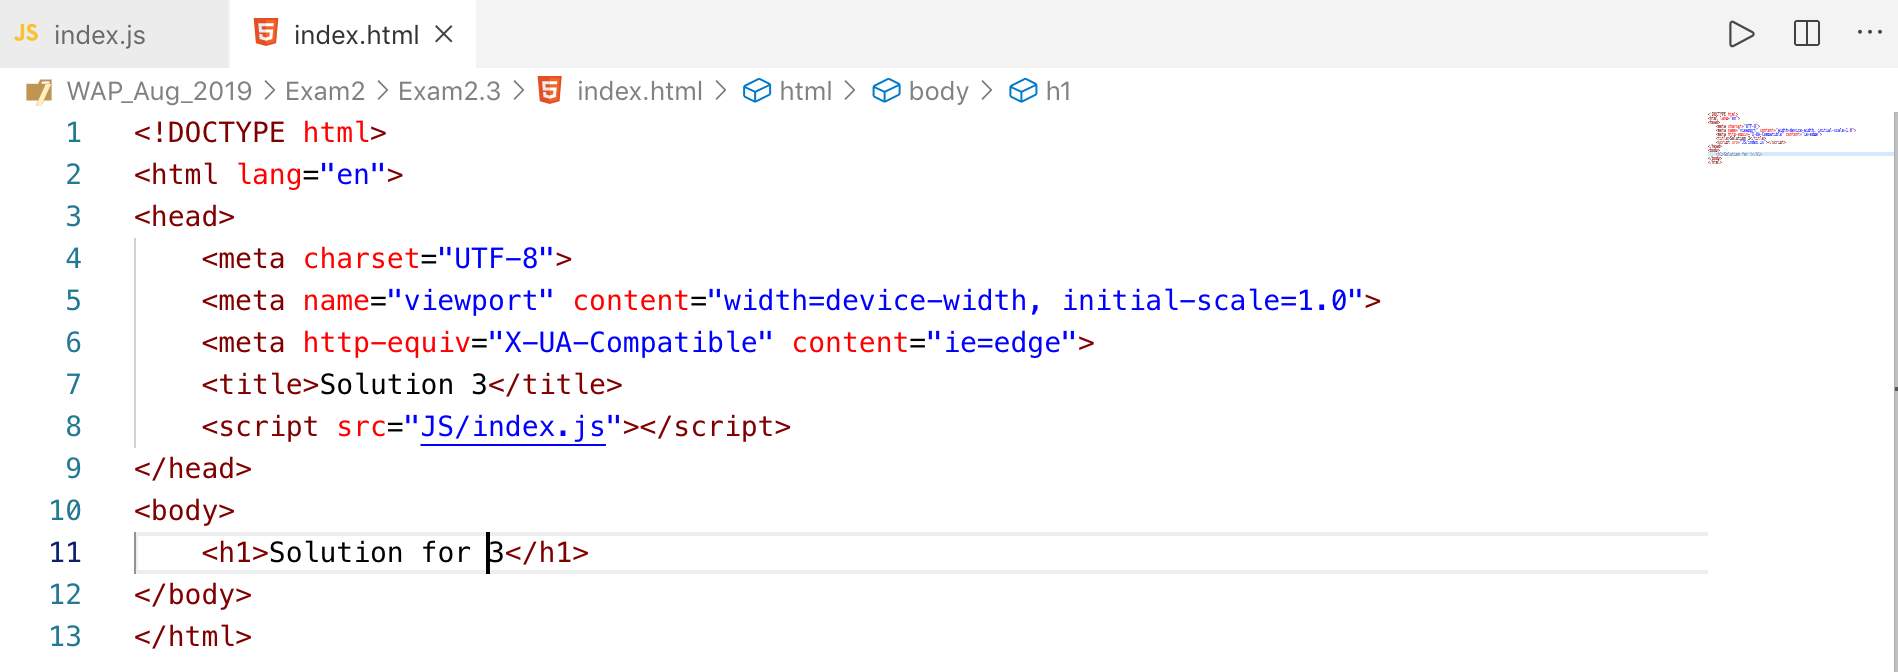 JS index.js index.html
WAP_Aug_2019 > Exam2 > Exam2.3 > index.html > html > body > h1
1 <!DOCTYPE html>
2 <html lang="en">
3 <head>
4     <meta charset="UTF-8">
5     <meta name="viewport" content="width=device-width, initial-scale=1.0">
6     <meta http-equiv="X-UA-Compatible" content="ie=edge">
7     <title>Solution 3</title>
8     <script src="JS/index.js"></script>
9 </head>
10 <body>
11     <h1>Solution for 3</h1>
12 </body>
13 </html>